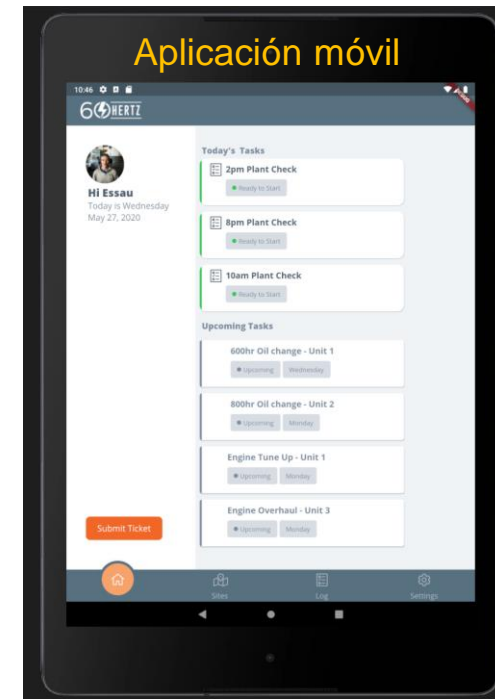 Aplicación móvil
10:46
60HERTZ
Hi Essau
Today is Wednesday
May 27, 2020
Submit Ticket
Today's Tasks
2pm Plant Check
Ready to Start
8pm Plant Check
Ready to Start
10am Plant Check
Ready to Start
Upcoming Tasks
600hr Oil change - Unit 1
Upcoming Wednesday
800hr Oil change - Unit 2
Upcoming Monday
Engine Tune Up - Unit 1
Upcoming Monday
Engine Overhaul - Unit 3
Upcoming Monday
Sites Log Settings